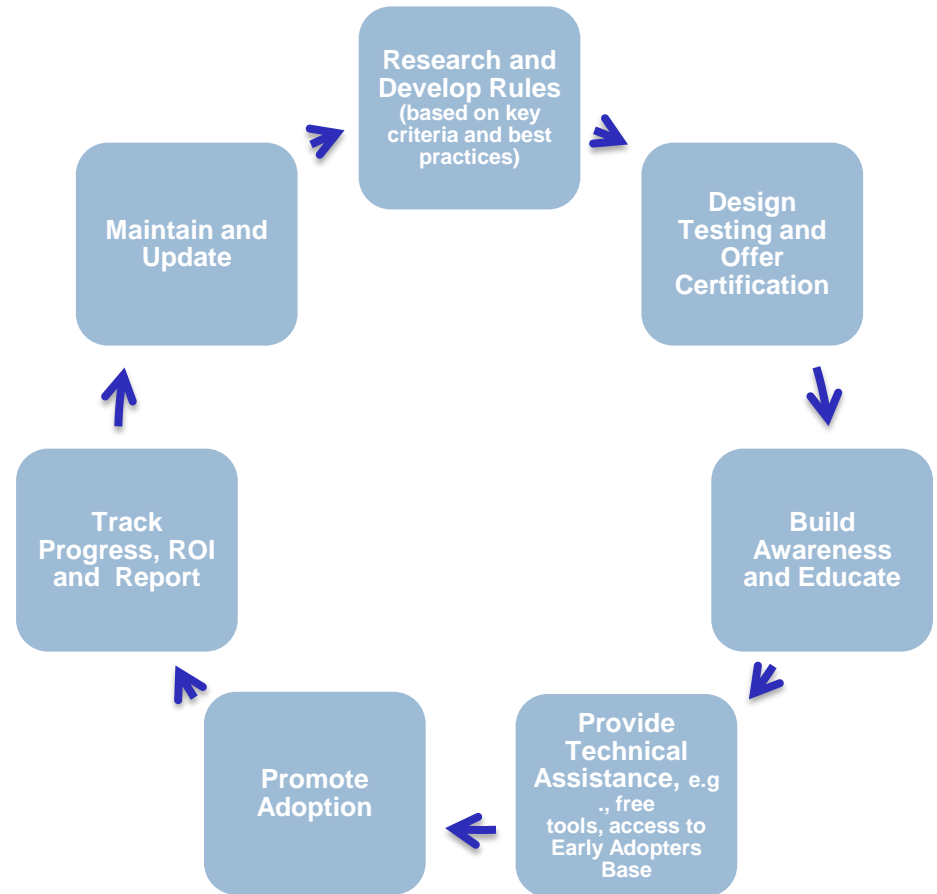 Research and
Develop Rules
(based on key
criteria and best
practices)
Design
Testing and
Offer
Certification
Build
Awareness
and Educate
Provide
Technical
Assistance, e.g
., free
tools, access to
Early Adopters
Base
Promote
Adoption
Track
Progress, ROI
and Report
Maintain and
Update